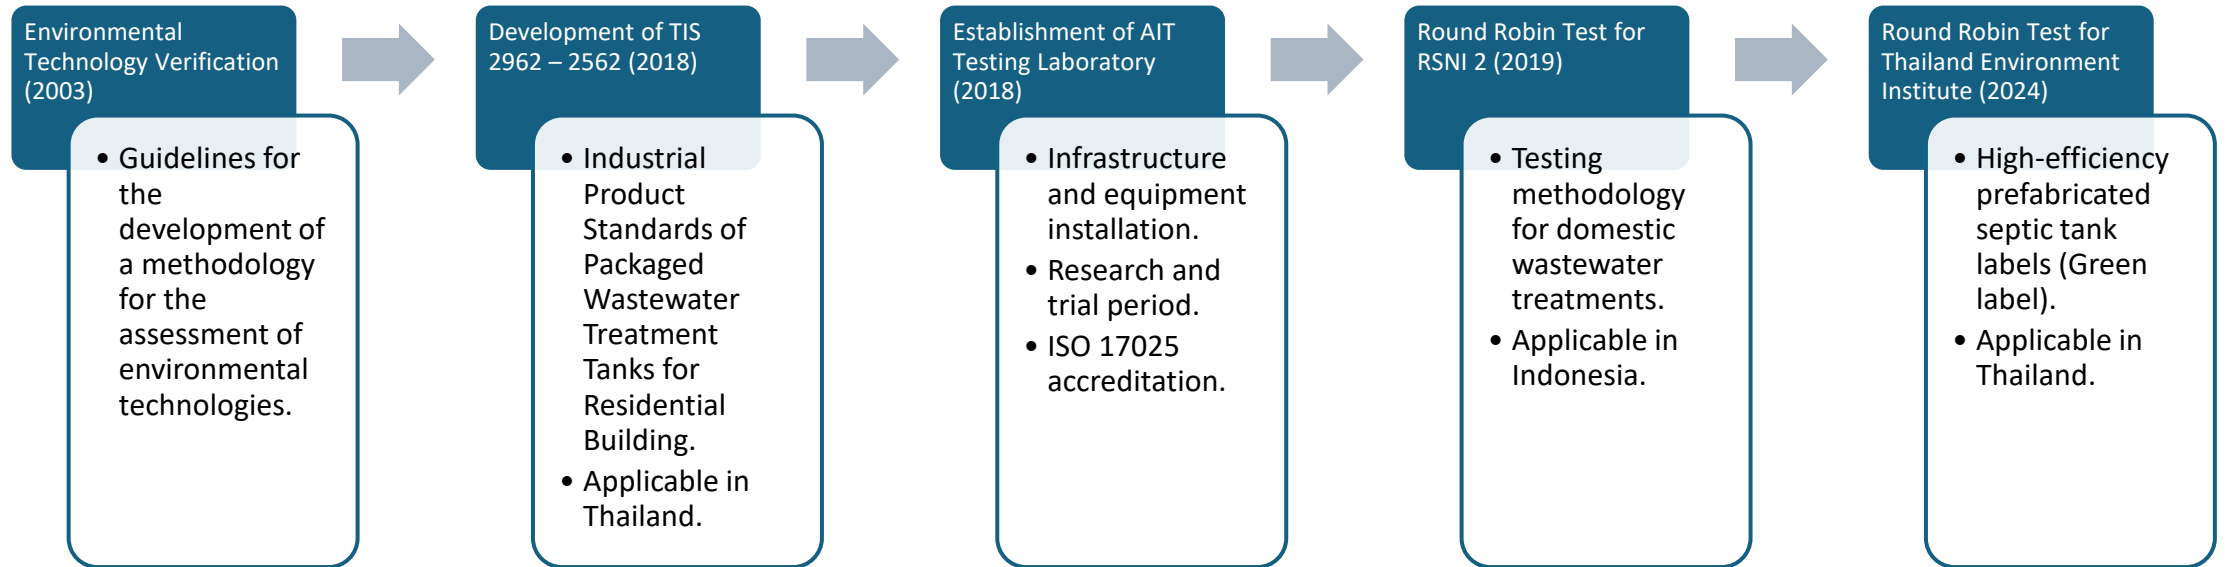 Environmental
Technology Verification
(2003)
• Guidelines for
the
development of
a methodology
for the
assessment of
environmental
technologies.
Development of TIS
2962 – 2562 (2018)
• Industrial
Product
Standards of
Packaged
Wastewater
Treatment
Tanks for
Residential
Building.
• Applicable in
Thailand.
Establishment of AIT
Testing Laboratory
(2018)
• Infrastructure
and equipment
installation.
• Research and
trial period.
• ISO 17025
accreditation.
Round Robin Test for
RSNI 2 (2019)
• Testing
methodology
for domestic
wastewater
treatments.
• Applicable in
Indonesia.
Round Robin Test for
Thailand Environment
Institute (2024)
• High-efficiency
prefabricated
septic tank
labels (Green
label).
• Applicable in
Thailand.